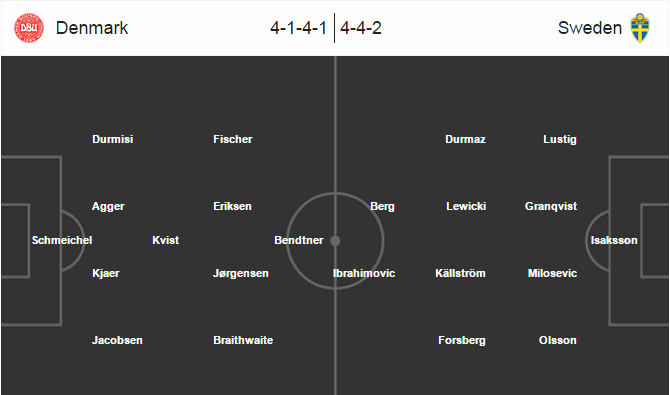 DBU
Denmark
4-1-4-1
4-4-2
Sweden
Durmisi
Fischer
Durmaz
Lustig
Agger
Eriksen
Berg
Lewicki
Granqvist
Schmeichel
Kvist
Bendtner
Isaksson
Kjaer
Jørgensen
Ibrahimovic
Källström
Milosevic
Jacobsen
Braithwaite
Forsberg
Olsson